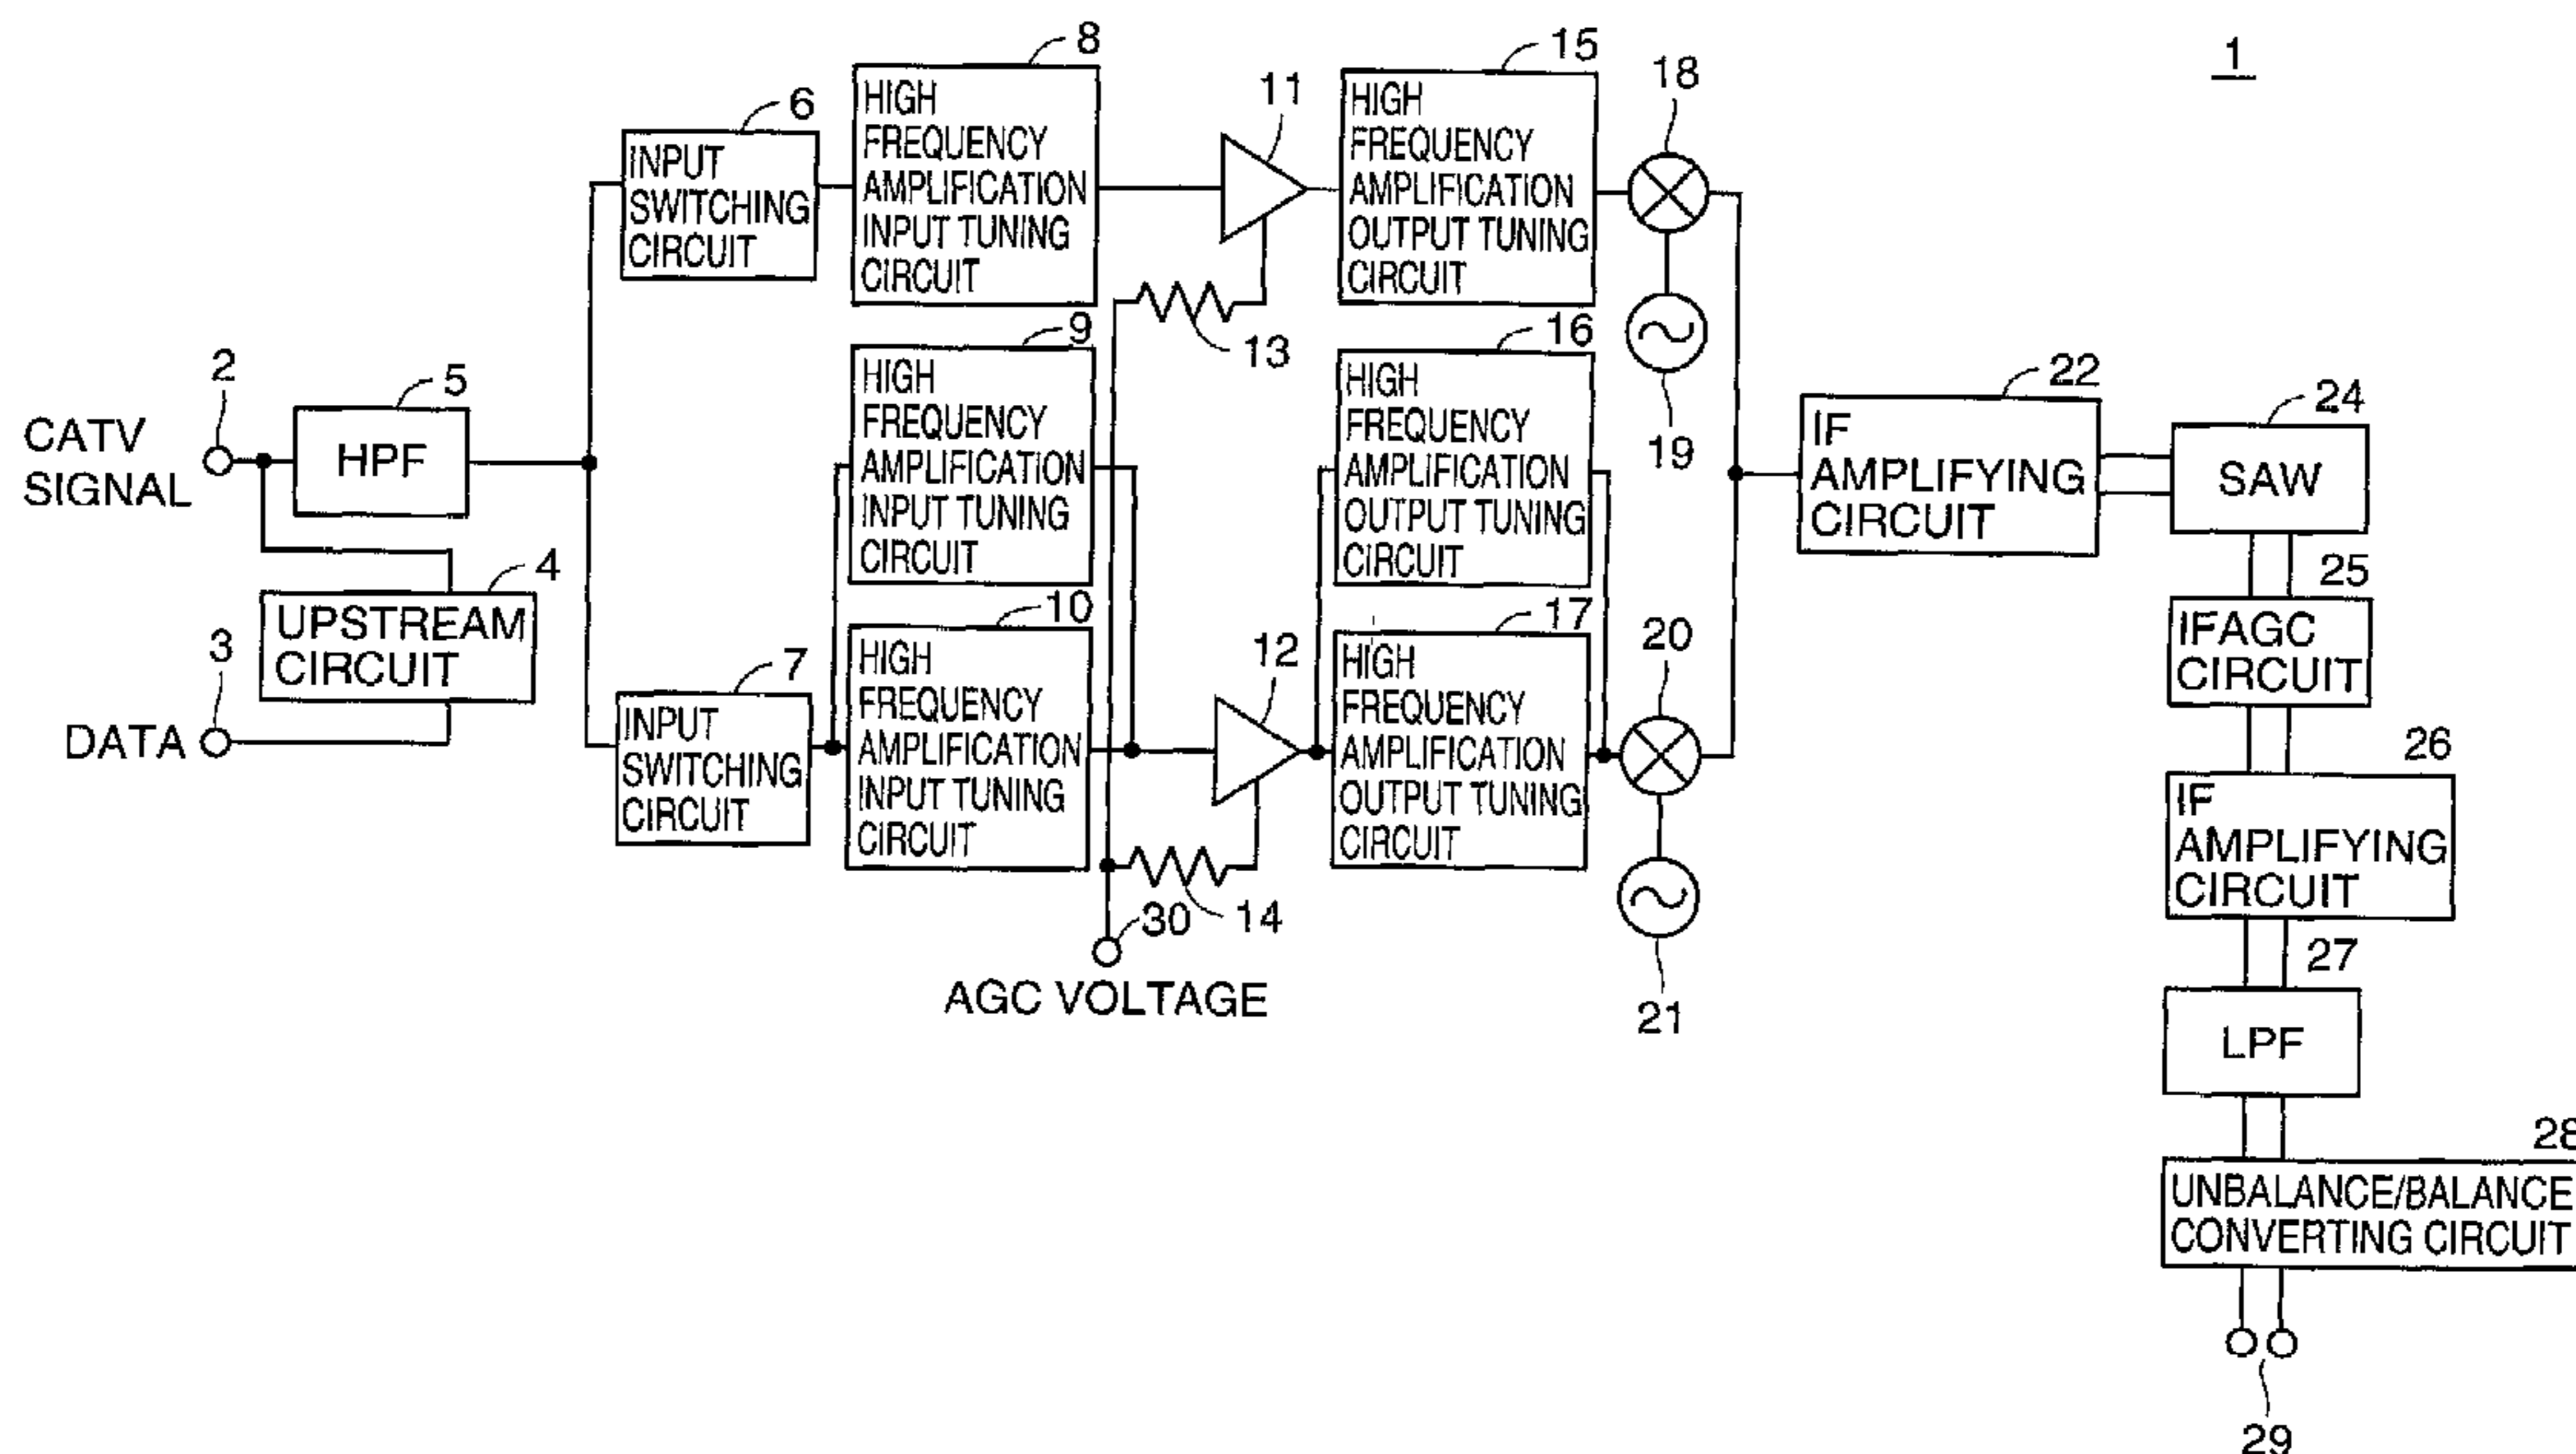 1
8
HIGH
FREQUENCY
AMPLIFICATION
INPUT TUNING
CIRCUIT
15
HIGH
FREQUENCY
AMPLIFICATION
OUTPUT TUNING
CIRCUIT
6
INPUT
SWITCHING
CIRCUIT
11
18
13
19
2
CATV
SIGNAL
5
HPF
9
HIGH
FREQUENCY
AMPLIFICATION
INPUT TUNING
CIRCUIT
16
HIGH
FREQUENCY
AMPLIFICATION
OUTPUT TUNING
CIRCUIT
22
IF
AMPLIFYING
CIRCUIT
24
SAW
4
UPSTREAM
CIRCUIT
3
DATA
7
INPUT
SWITCHING
CIRCUIT
10
HIGH
FREQUENCY
AMPLIFICATION
INPUT TUNING
CIRCUIT
12
17
HIGH
FREQUENCY
AMPLIFICATION
OUTPUT TUNING
CIRCUIT
20
14
30
AGC VOLTAGE
21
25
IFAGC
CIRCUIT
26
IF
AMPLIFYING
CIRCUIT
27
LPF
28
UNBALANCE/BALANCE
CONVERTING CIRCUIT
29